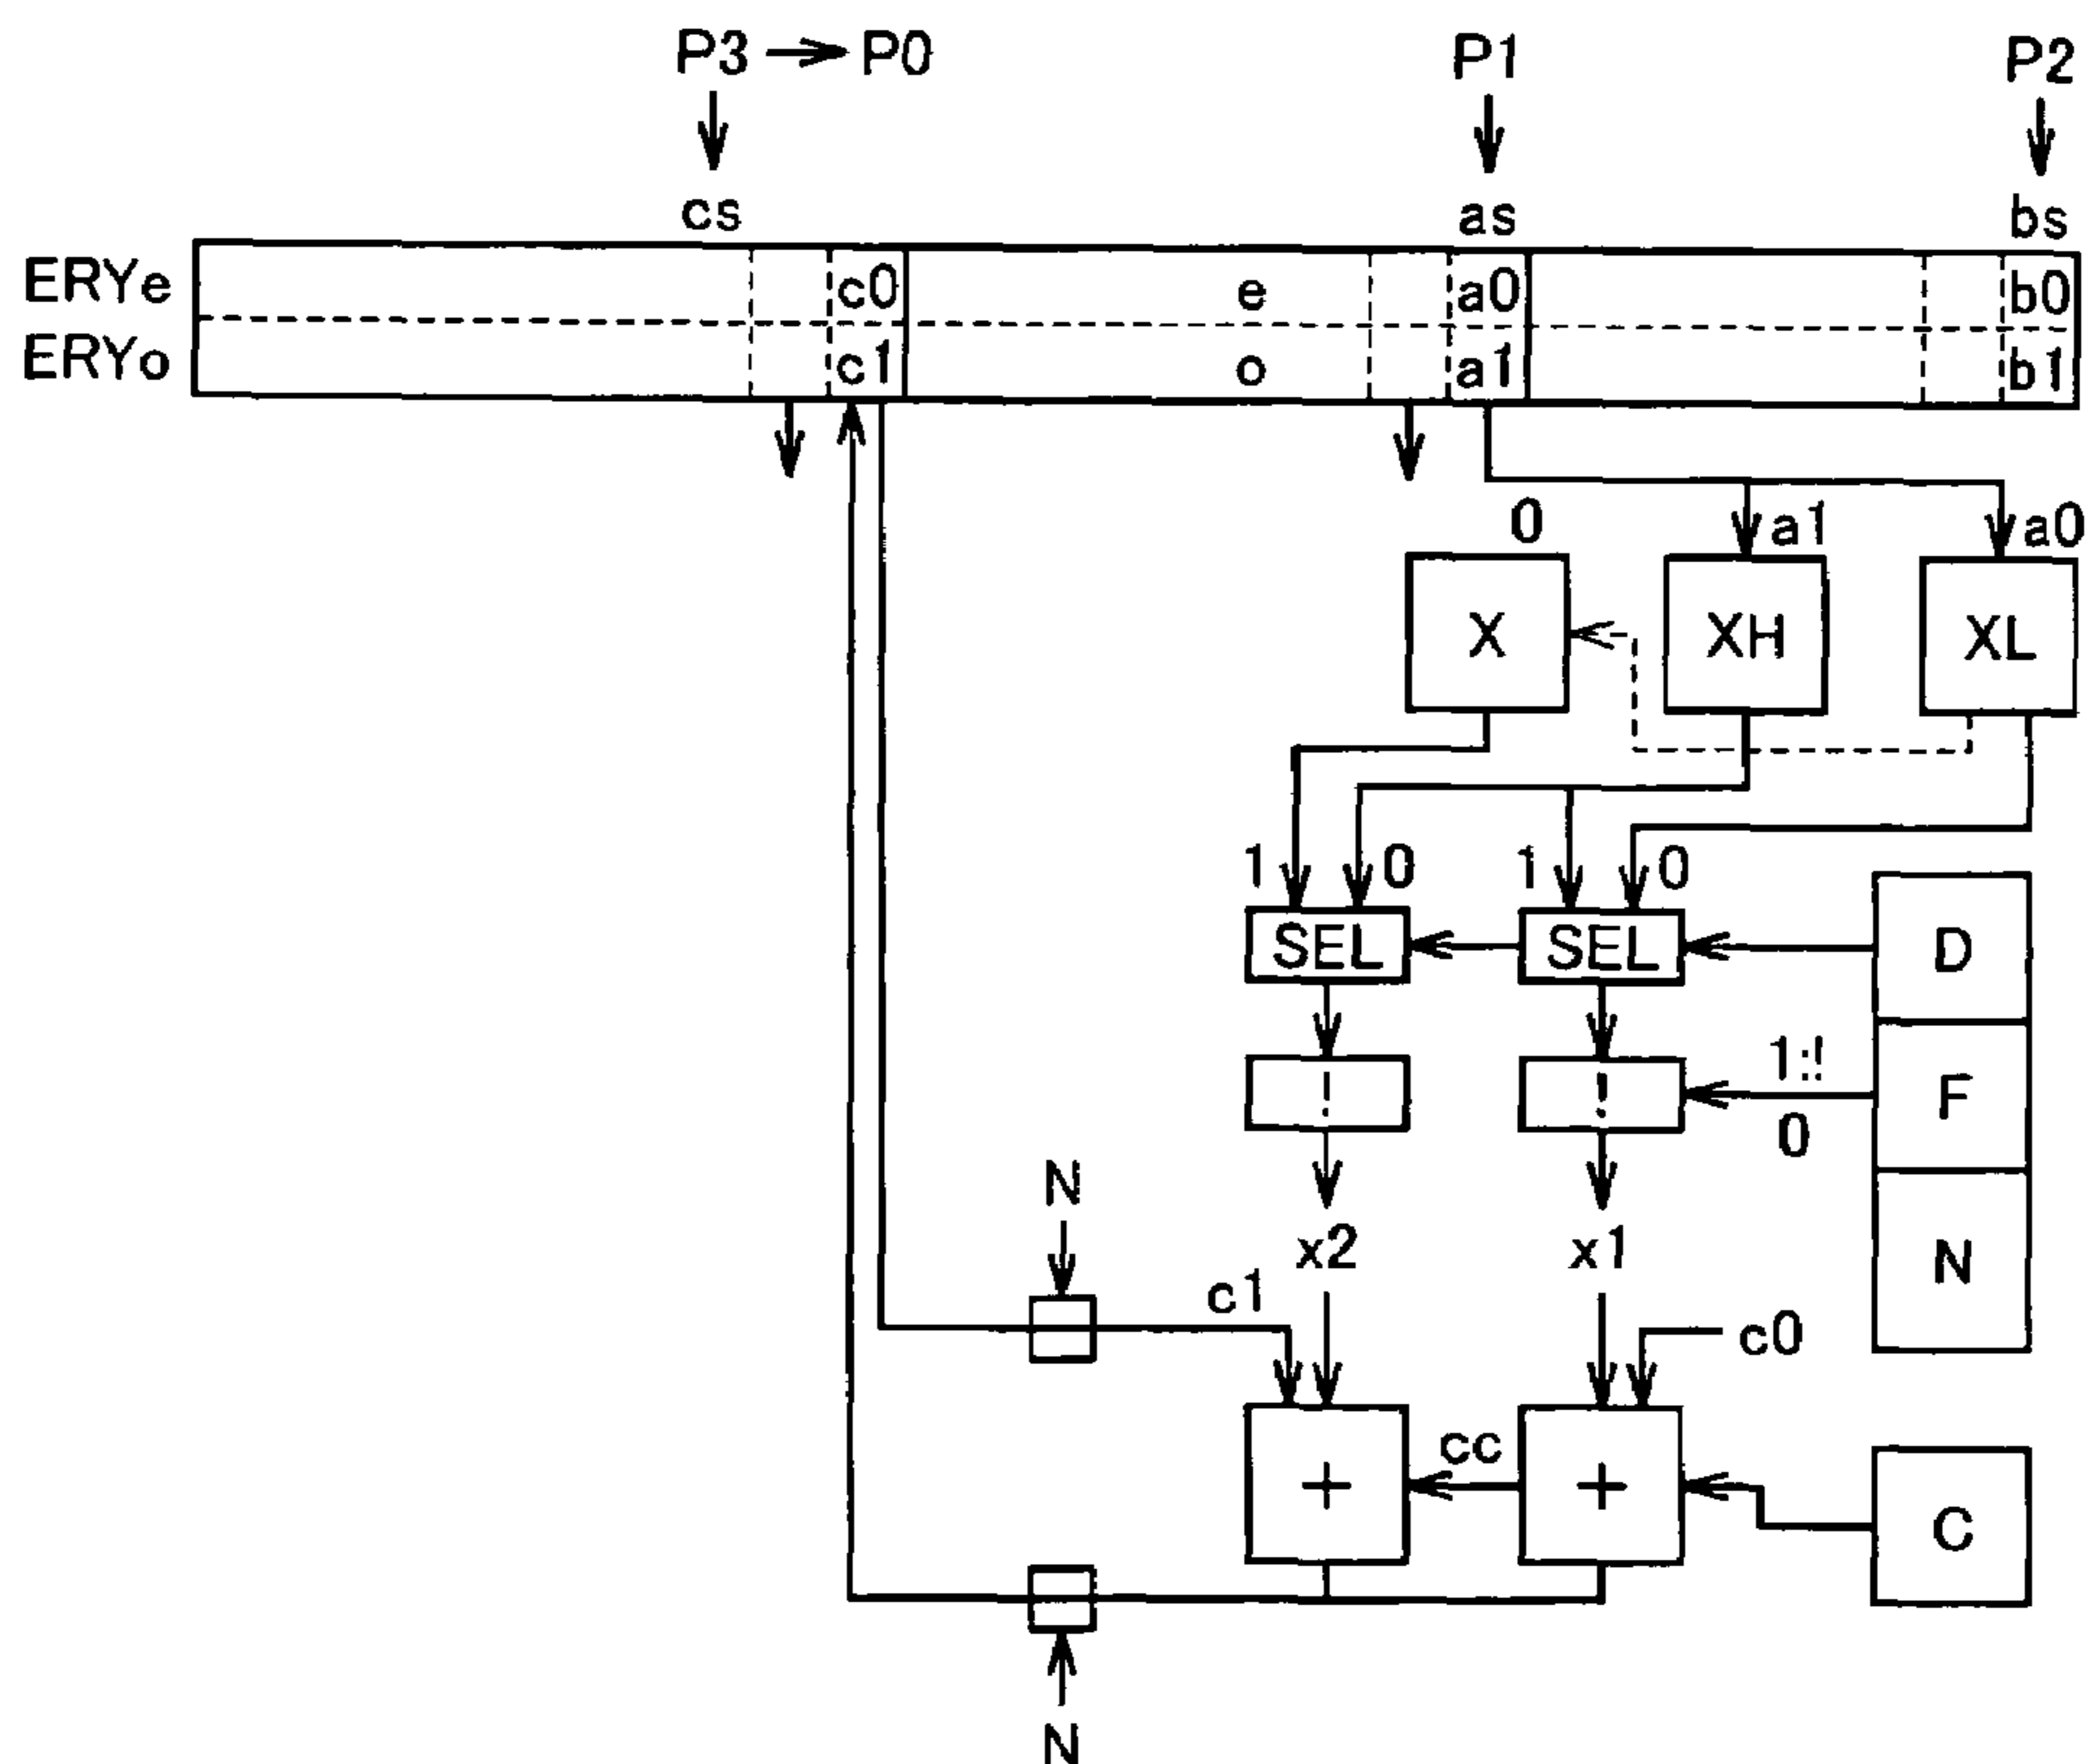 P3 P0 P1 P2
cs as bs
ERYe c0 e a0 b0
ERYo c1 o a1 b1
0 a1 a0
X XH XL
1 0 1 0
SEL SEL D
! ! 1:! F
0
N x2 x1 N
c1 c0
+ cc + C
N